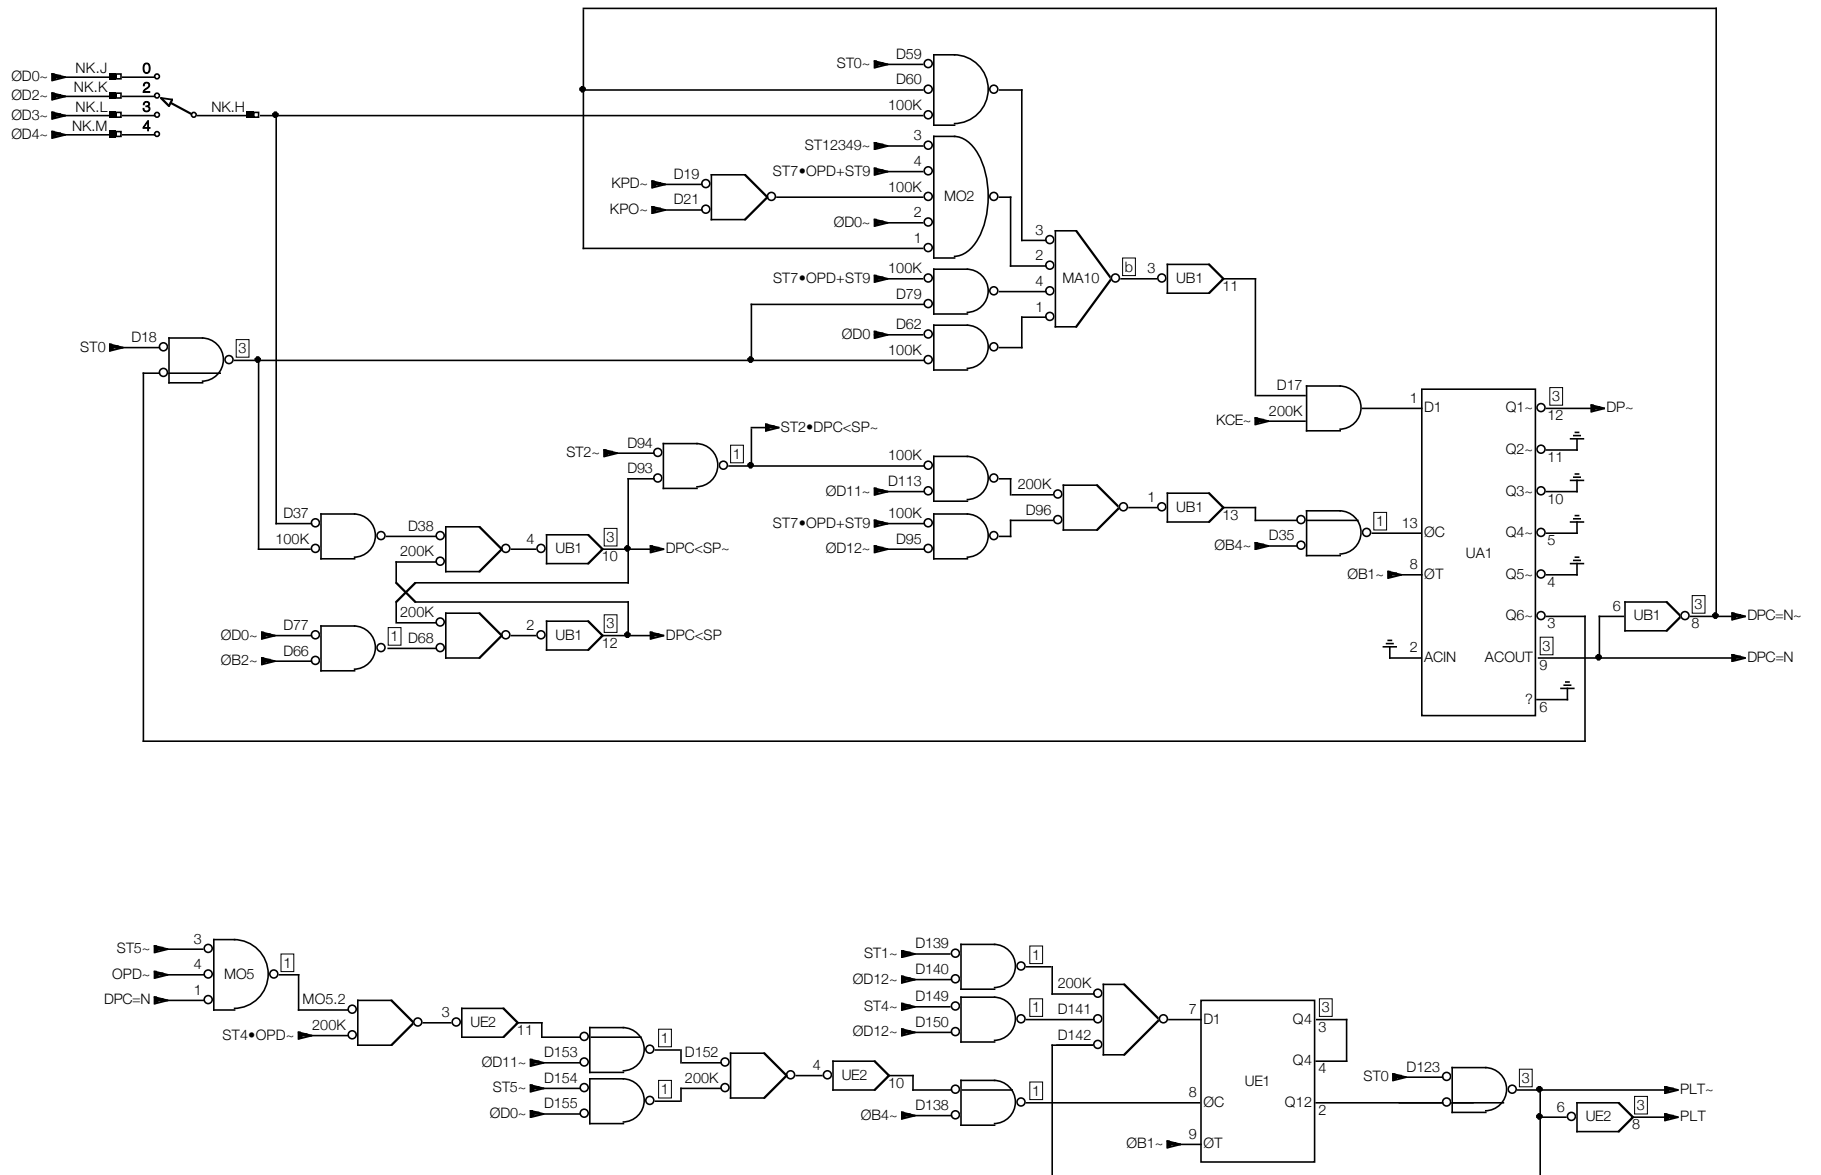 ØD0~ NK.J 0
ØD2~ NK.K 2
ØD3~ NK.L 3
ØD4~ NK.M 4
NK.H
ST0~ D59
D60
100K
ST12349~ 3
ST7•OPD+ST9 4
100K
ØD0~ 2
1
MO2
KPD~ D19
KPO~ D21
ST7•OPD+ST9 100K
D79
ØD0 D62
100K
3
2
4
1
MA10
b 3 UB1 11
ST0 D18
3
D17
KCE~ 200K
ST2~ D94
D93
1
ST2•DPC<SP~
100K
ØD11~ D113
ST7•OPD+ST9 100K
ØD12~ D95
200K
D96
1 UB1 13
ØB4~ D35
1
ØB1~
D37
100K
D38
200K
4 UB1 3 10
DPC<SP~
ØD0~ D77
ØB2~ D66
1
200K
D68
2 UB1 3 12
DPC<SP
1 D1
13 ØC
8 ØT
2 ACIN
UA1
Q1~ 3 12 DP~
Q2~ 11
Q3~ 10
Q4~ 5
Q5~ 4
Q6~ 3
ACOUT 3 9
? 6
6 UB1 3 8
DPC=N~
DPC=N
ST5~ 3
OPD~ 4
DPC=N 1
MO5
1
MO5.2
ST4•OPD~ 200K
3 UE2 11
ØD11~ D153
1
ST5~ D154
ØD0~ D155
1
D152
200K
4 UE2 10
ØB4~ D138
1
ST1~ D139
ØD12~ D140
1
ST4~ D149
ØD12~ D150
1
200K
D141
D142
7 D1
8 ØC
ØB1~ 9 ØT
UE1
Q4 3 3
Q4 4
Q12 2
ST0 D123
3
PLT~
6 UE2 3 8
PLT